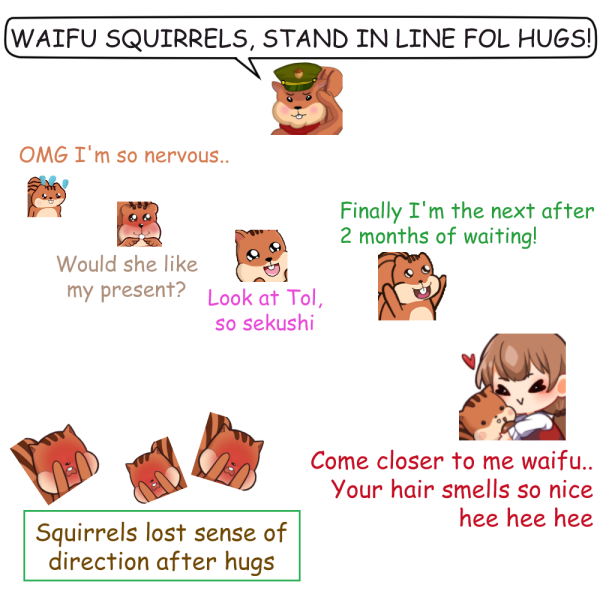 WAIFU SQUIRRELS, STAND IN LINE FOL HUGS!
OMG I'm so nervous..
Would she like
my present?
Look at Tol,
so sekushi
Finally I'm the next after
2 months of waiting!
Come closer to me waifu..
Your hair smells so nice
hee hee hee
Squirrels lost sense of
direction after hugs